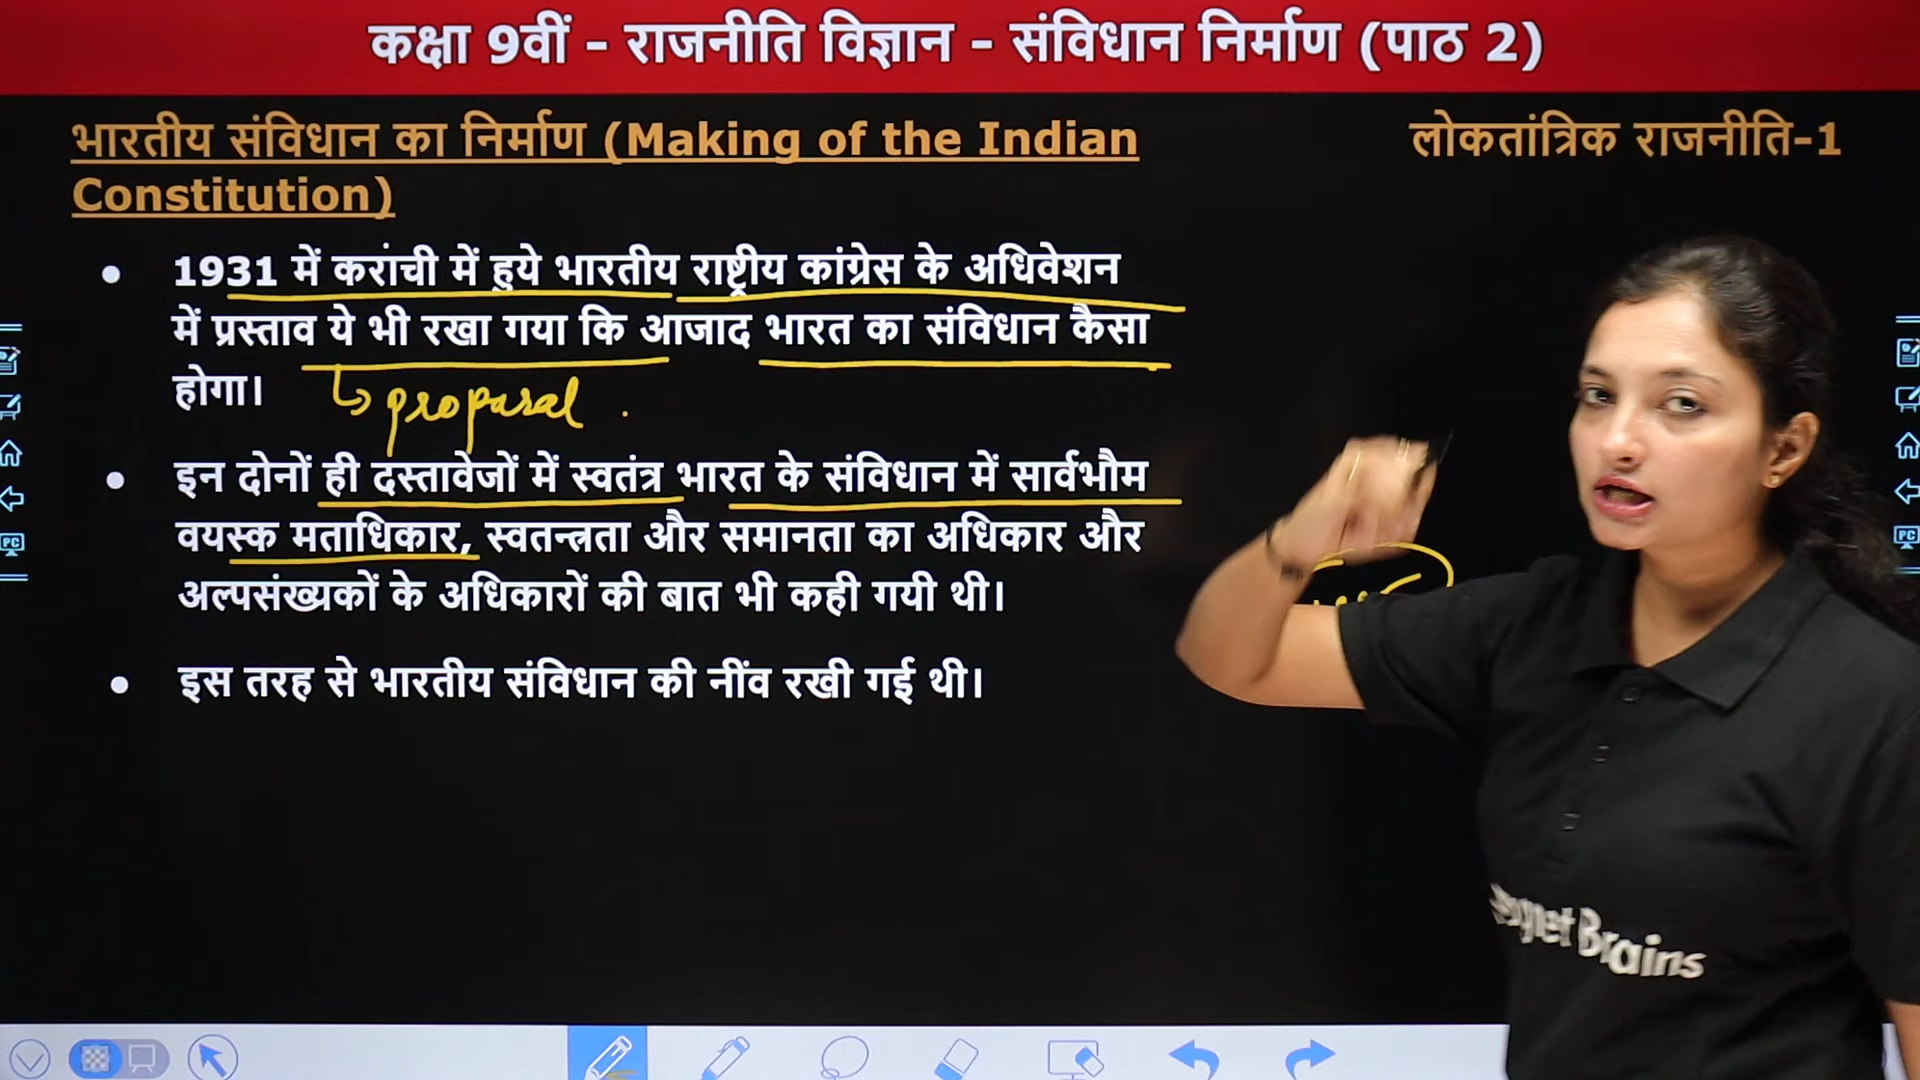 कक्षा 9वीं - राजनीति विज्ञान - संविधान निर्माण (पाठ 2)
भारतीय संविधान का निर्माण (Making of the Indian
Constitution)
लोकतांत्रिक राजनीति-1
1931 में करांची में हुये भारतीय राष्ट्रीय कांग्रेस के अधिवेशन
में प्रस्ताव ये भी रखा गया कि आजाद भारत का संविधान कैसा
होगा।
proposal
इन दोनों ही दस्तावेजों में स्वतंत्र भारत के संविधान में सार्वभौम
वयस्क मताधिकार, स्वतन्त्रता और समानता का अधिकार और
अल्पसंख्यकों के अधिकारों की बात भी कही गयी थी।
इस तरह से भारतीय संविधान की नींव रखी गई थी।
PC
PC
Brains